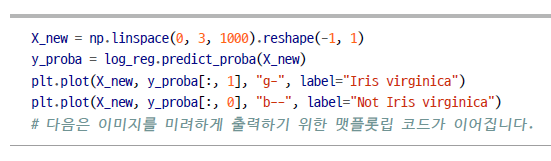 X_new = np.linspace(0, 3, 1000).reshape(-1, 1)
y_proba = log_reg.predict_proba(X_new)
plt.plot(X_new, y_proba[:, 1], "g-", label="Iris virginica")
plt.plot(X_new, y_proba[:, 0], "b--", label="Not Iris virginica")
# 다음은 이미지를 미려하게 출력하기 위한 맷플롯립 코드가 이어집니다.